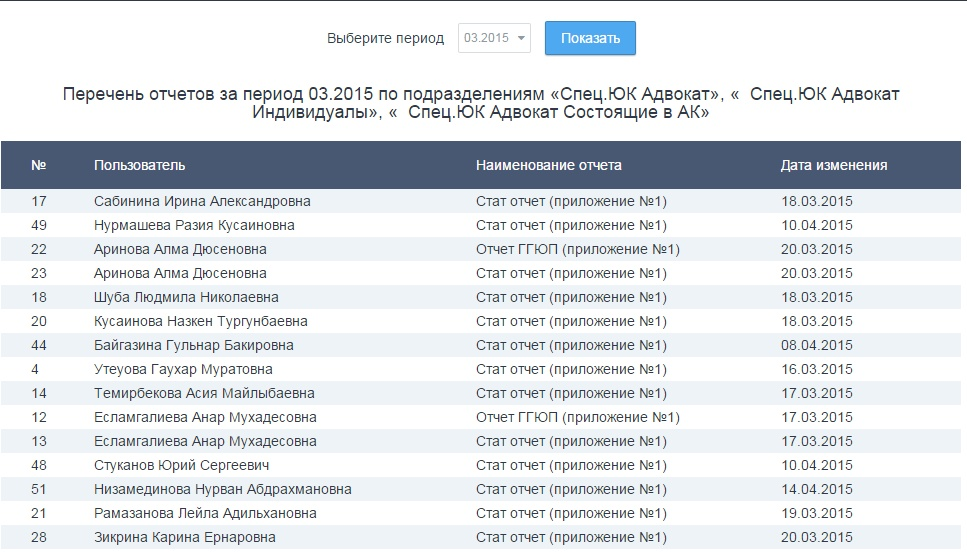 Выберите период 03.2015 Показать
Перечень отчетов за период 03.2015 по подразделениям «Спец.ЮК Адвокат», « Спец.ЮК Адвокат
Индивидуалы», « Спец.ЮК Адвокат Состоящие в АК»
№ Пользователь Наименование отчета Дата изменения
17 Сабинина Ирина Александровна Стат отчет (приложение №1) 18.03.2015
49 Нурмашева Разия Кусаиновна Стат отчет (приложение №1) 10.04.2015
22 Аринова Алма Дюсеновна Отчет ГГЮП (приложение №1) 20.03.2015
23 Аринова Алма Дюсеновна Стат отчет (приложение №1) 20.03.2015
18 Шуба Людмила Николаевна Стат отчет (приложение №1) 18.03.2015
20 Кусаинова Назкен Тургунбаевна Стат отчет (приложение №1) 18.03.2015
44 Байгазина Гульнар Бакировна Стат отчет (приложение №1) 08.04.2015
4 Утеуова Гаухар Муратовна Стат отчет (приложение №1) 16.03.2015
14 Темирбекова Асия Майлыбаевна Стат отчет (приложение №1) 17.03.2015
12 Есламгалиева Анар Мухадесовна Отчет ГГЮП (приложение №1) 17.03.2015
13 Есламгалиева Анар Мухадесовна Стат отчет (приложение №1) 17.03.2015
48 Стуканов Юрий Сергеевич Стат отчет (приложение №1) 10.04.2015
51 Низамединова Нурван Абдрахмановна Стат отчет (приложение №1) 14.04.2015
21 Рамазанова Лейла Адильхановна Стат отчет (приложение №1) 19.03.2015
28 Зикрина Карина Ернаровна Стат отчет (приложение №1) 20.03.2015